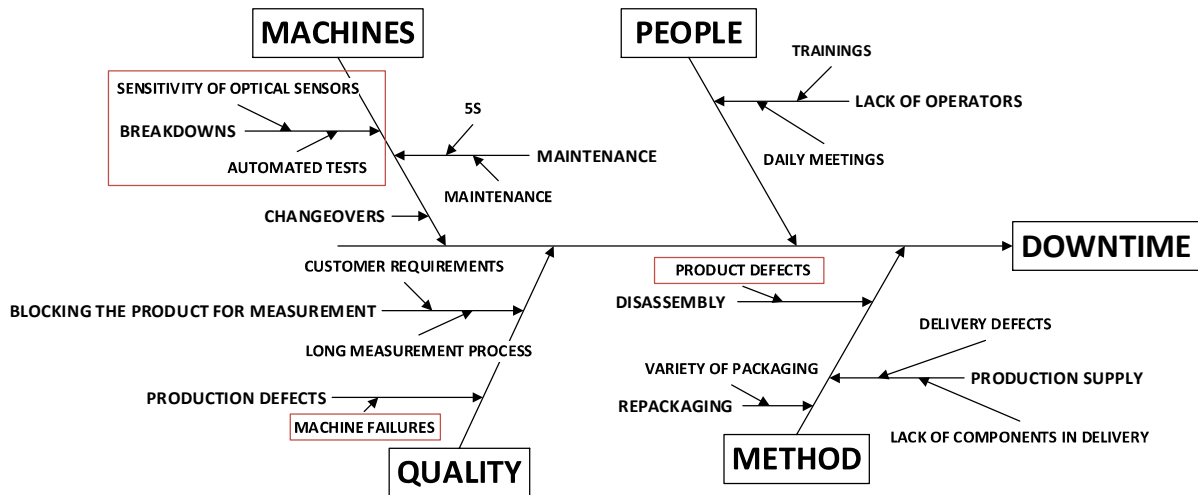 MACHINES
PEOPLE
TRAININGS
SENSITIVITY OF OPTICAL SENSORS
5S
LACK OF OPERATORS
BREAKDOWNS
AUTOMATED TESTS
MAINTENANCE
DAILY MEETINGS
MAINTENANCE
CHANGEOVERS
DOWNTIME
CUSTOMER REQUIREMENTS
PRODUCT DEFECTS
BLOCKING THE PRODUCT FOR MEASUREMENT
DISASSEMBLY
DELIVERY DEFECTS
LONG MEASUREMENT PROCESS
VARIETY OF PACKAGING
PRODUCTION SUPPLY
PRODUCTION DEFECTS
REPACKAGING
MACHINE FAILURES
LACK OF COMPONENTS IN DELIVERY
QUALITY
METHOD